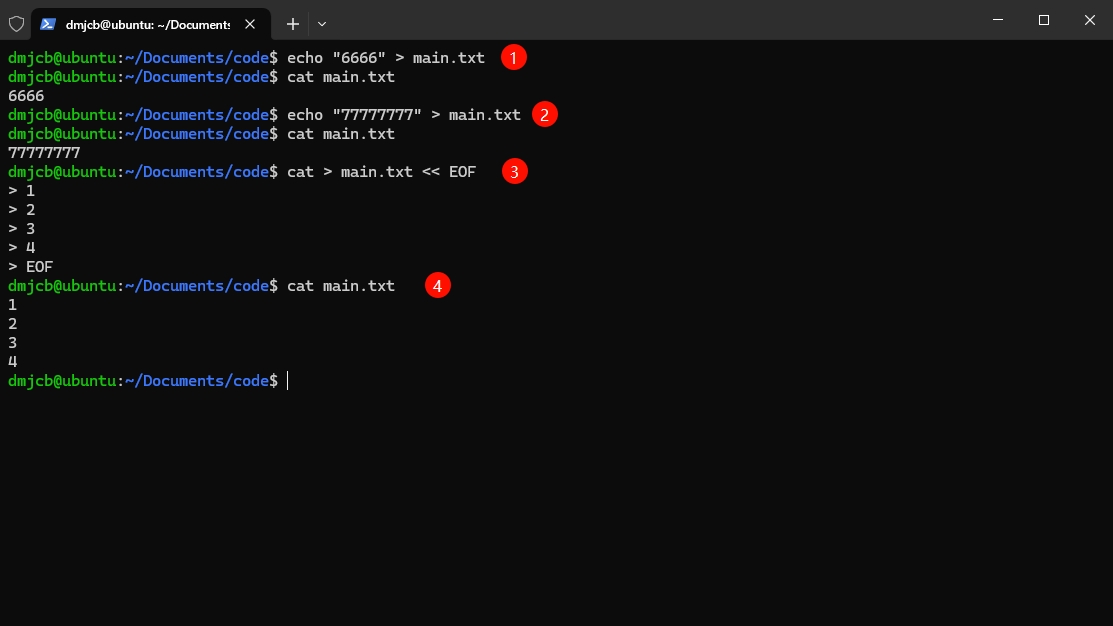 dmjcb@ubuntu: ~/Documents
dmjcb@ubuntu:~/Documents/code$ echo "6666" > main.txt 1
dmjcb@ubuntu:~/Documents/code$ cat main.txt
6666
dmjcb@ubuntu:~/Documents/code$ echo "77777777" > main.txt 2
dmjcb@ubuntu:~/Documents/code$ cat main.txt
77777777
dmjcb@ubuntu:~/Documents/code$ cat > main.txt << EOF 3
> 1
> 2
> 3
> 4
> EOF
dmjcb@ubuntu:~/Documents/code$ cat main.txt 4
1
2
3
4
dmjcb@ubuntu:~/Documents/code$